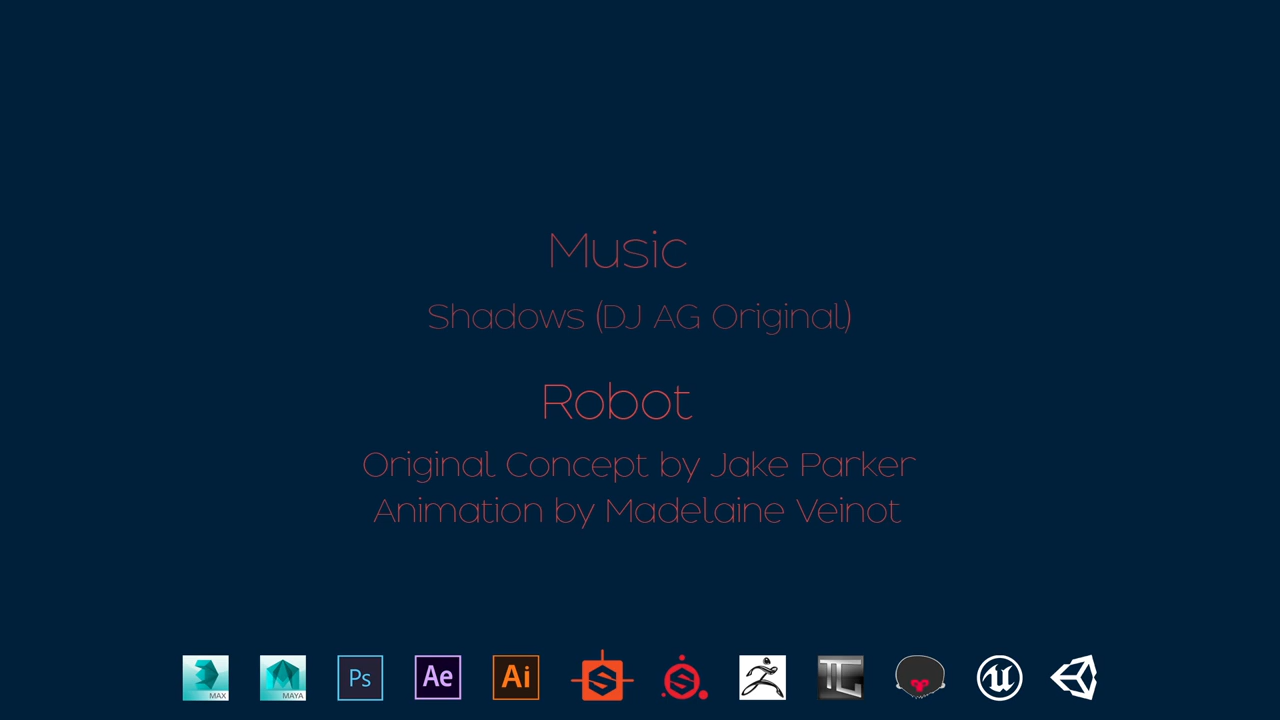 Music
Shadows (DJ AG Original)
Robot
Original Concept by Jake Parker
Animation by Madelaine Veinot
MAX MAYA Ps Ae Ai S S TC U